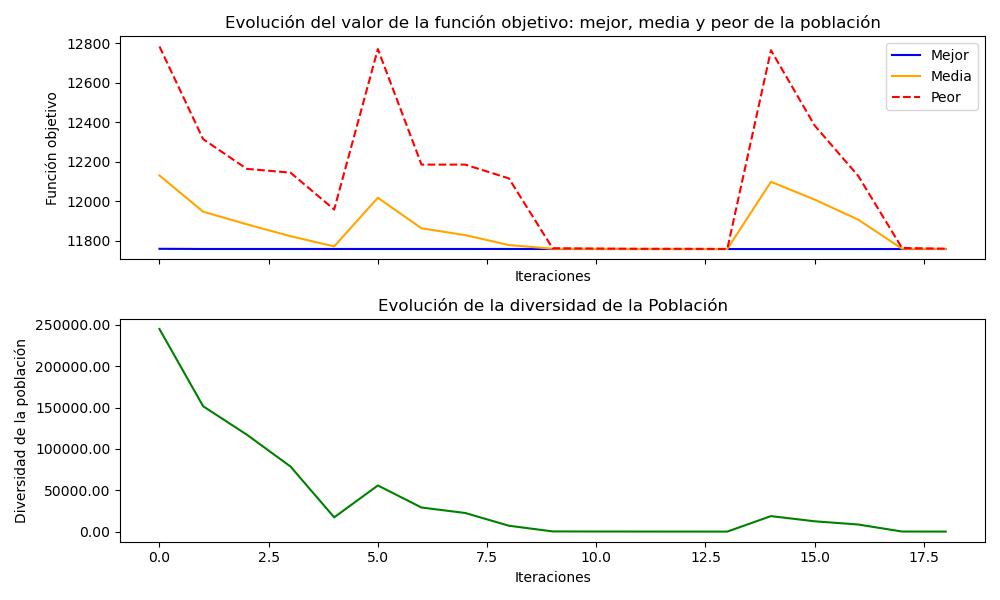 Evolución del valor de la función objetivo: mejor, media y peor de la población
12800
12600
12400
12200
12000
11800
Función objetivo
Mejor
Media
Peor
Iteraciones
Evolución de la diversidad de la Población
250000.00
200000.00
150000.00
100000.00
50000.00
0.00
Diversidad de la población
0.0 2.5 5.0 7.5 10.0 12.5 15.0 17.5
Iteraciones